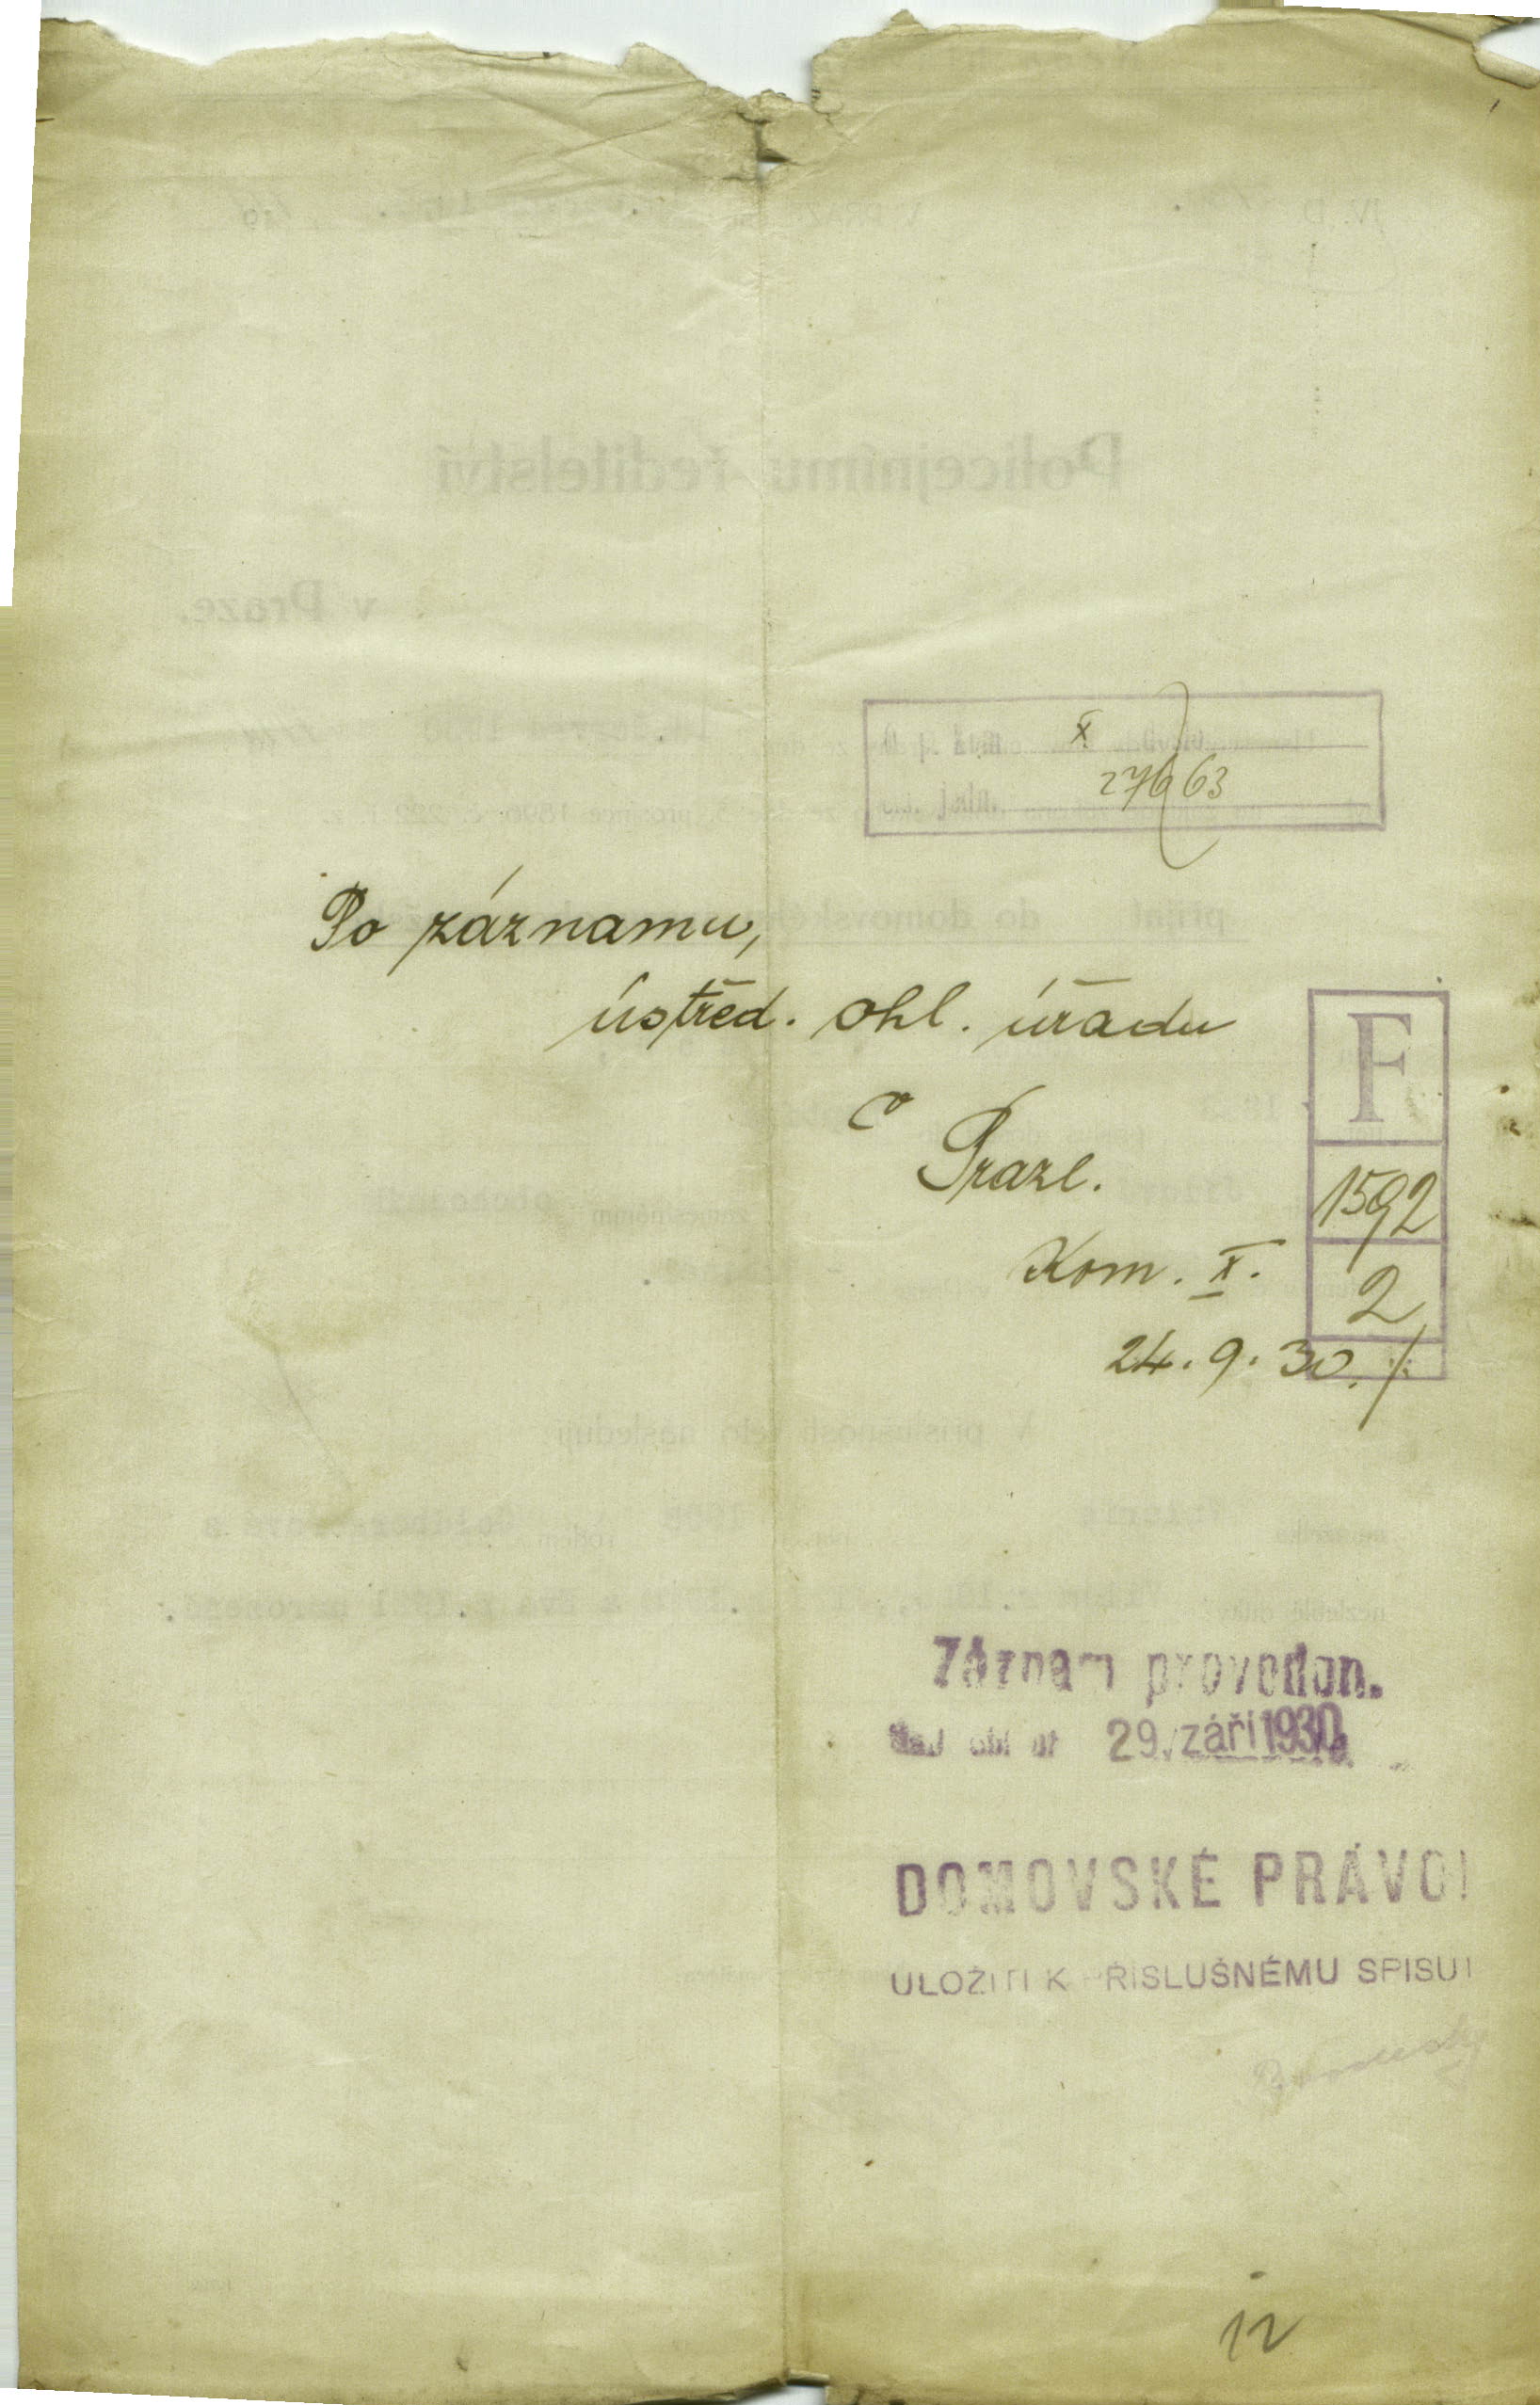 X
27663
Po záznamu,
ústřed. ohl. úřadu
v
Praze.
Kom. X.
24. 9. 30.
F
1592
2
Záznam proveden.
29. září 1930
DOMOVSKÉ PRÁVO!
ULOŽITI K PŘÍSLUŠNÉMU SPISU!
12